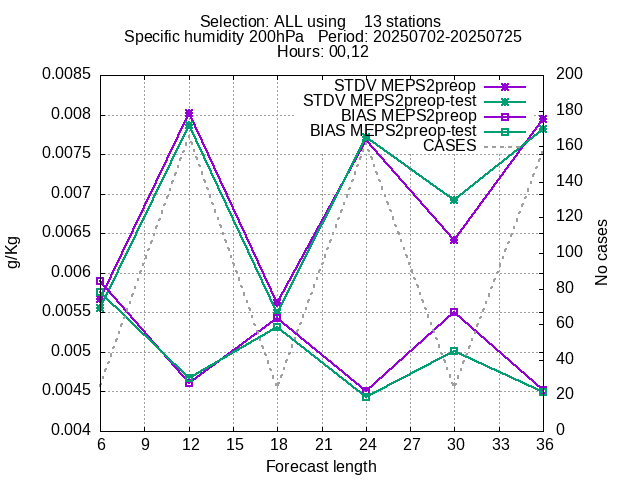 Selection: ALL using    13 stations
Specific humidity 200hPa   Period: 20250702-20250725
Hours: 00,12
STDV MEPS2preop
STDV MEPS2preop-test
BIAS MEPS2preop
BIAS MEPS2preop-test
CASES
0.0085
0.008
0.0075
0.007
0.0065
0.006
0.0055
0.005
0.0045
0.004
g/Kg
200
180
160
140
120
100
80
60
40
20
0
No cases
6 9 12 15 18 21 24 27 30 33 36
Forecast length